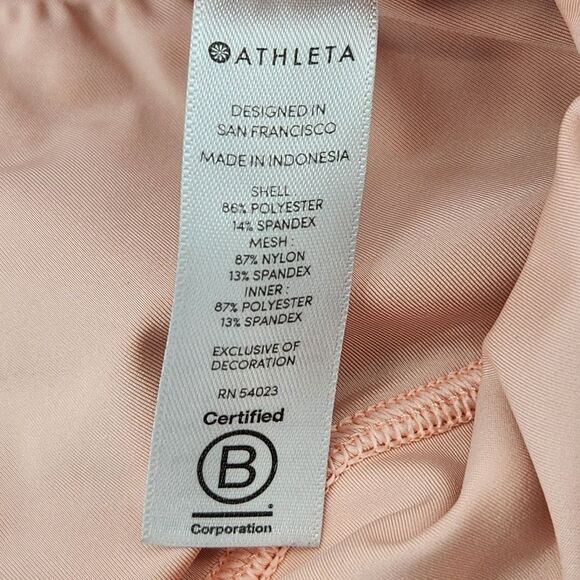 ATHLETA
DESIGNED IN
SAN FRANCISCO
MADE IN INDONESIA
SHELL
86% POLYESTER
14% SPANDEX
MESH :
87% NYLON
13% SPANDEX
INNER :
87% POLYESTER
13% SPANDEX
EXCLUSIVE OF
DECORATION
RN 54023
Certified
B
Corporation